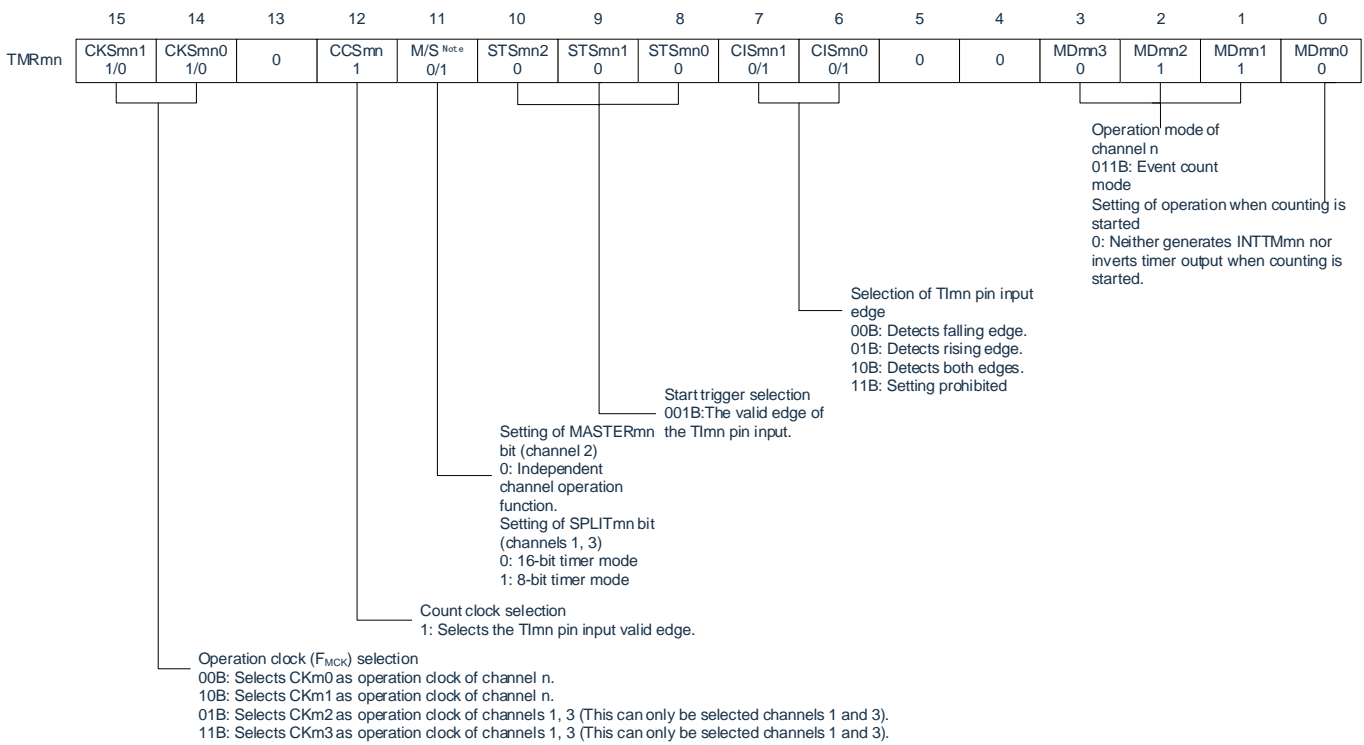 15 14 13 12 11 10 9 8 7 6 5 4 3 2 1 0
TMRmn
CKSmn1 CKSmn0 0 CCSmn M/S Note STSmn2 STSmn1 STSmn0 CISmn1 CISmn0 0 0 MDmn3 MDmn2 MDmn1 MDmn0
1/0 1/0 1 0/1 0 0 0 0/1 0/1 0 1 1 0
Operation mode of
channel n
011B: Event count
mode
Setting of operation when counting is
started
0: Neither generates INTTMmn nor
inverts timer output when counting is
started.
Selection of TImn pin input
edge
00B: Detects falling edge.
01B: Detects rising edge.
10B: Detects both edges.
11B: Setting prohibited
Start trigger selection
001B:The valid edge of
the TImn pin input.
Setting of MASTERmn
bit (channel 2)
0: Independent
channel operation
function.
Setting of SPLITmn bit
(channels 1, 3)
0: 16-bit timer mode
1: 8-bit timer mode
Count clock selection
1: Selects the TImn pin input valid edge.
Operation clock (FMCK) selection
00B: Selects CKm0 as operation clock of channel n.
10B: Selects CKm1 as operation clock of channel n.
01B: Selects CKm2 as operation clock of channels 1, 3 (This can only be selected channels 1 and 3).
11B: Selects CKm3 as operation clock of channels 1, 3 (This can only be selected channels 1 and 3).